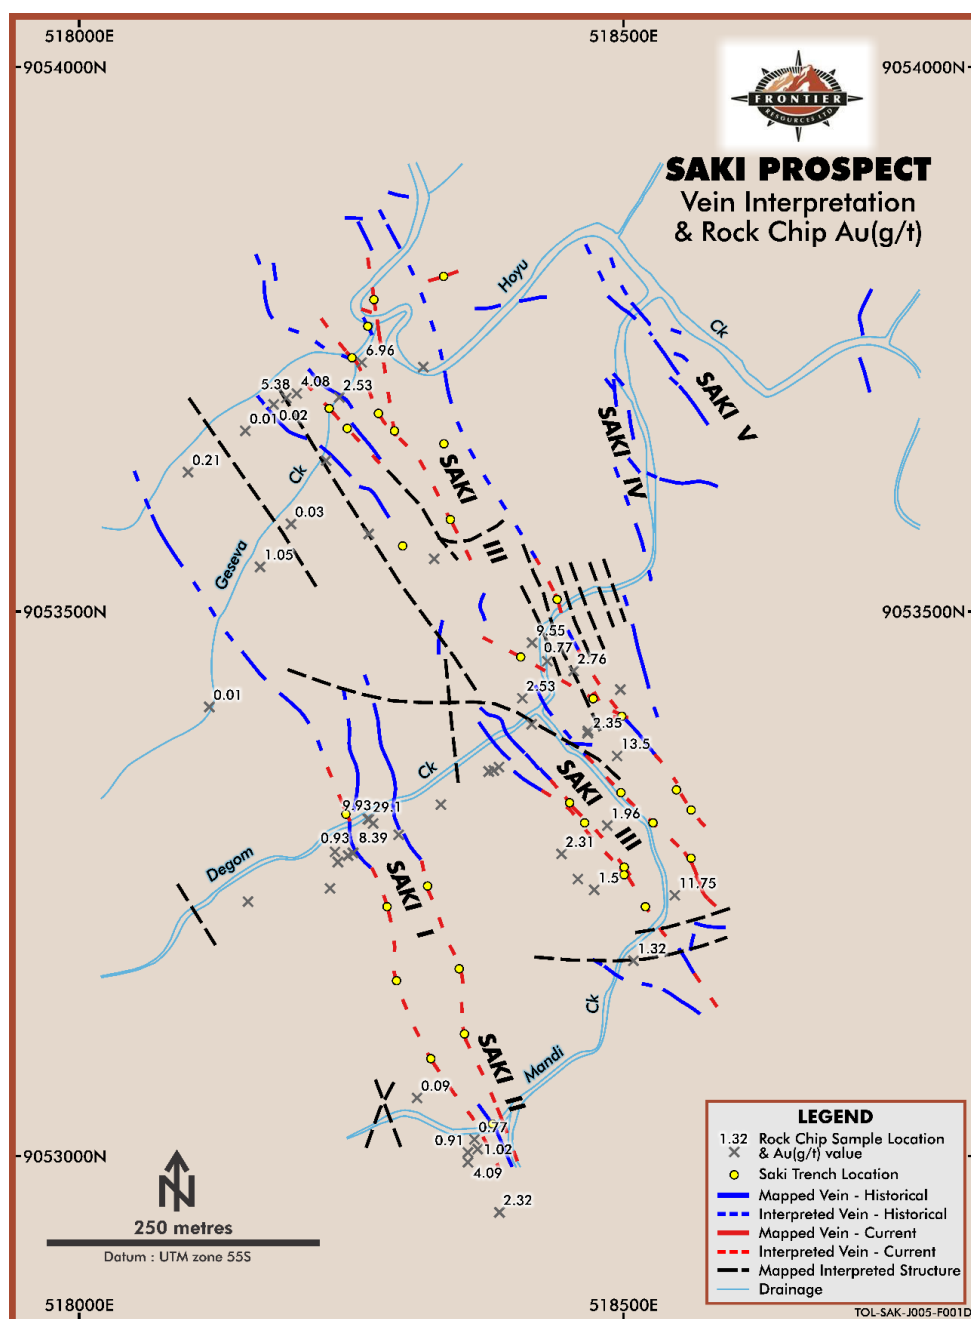 518000E
518500E
9054000N
9054000N
FRONTIER
RESOURCES LTD
SAKI PROSPECT
Vein Interpretation
& Rock Chip Au(g/t)
Hoyu
Ck
6.96
5.38
4.08
2.53
0.01
0.02
SAKI V
SAKI IV
0.21
Ck
SAKI
III
0.03
1.05
Geseva
9053500N
9053500N
9.55
0.77
2.76
2.53
0.01
2.35
13.5
Ck
SAKI
III
9.93
29.1
1.96
0.93
8.39
2.31
Degom
SAKI
I
1.5
11.75
1.32
Ck
SAKI II
Mandi
0.09
0.77
0.91
1.02
4.09
2.32
9053000N
N
250 metres
Datum : UTM zone 55S
LEGEND
1.32 Rock Chip Sample Location
& Au(g/t) value
Saki Trench Location
Mapped Vein - Historical
Interpreted Vein - Historical
Mapped Vein - Current
Interpreted Vein - Current
Mapped Interpreted Structure
Drainage
518000E
518500E
TOL-SAK-J005-F001D